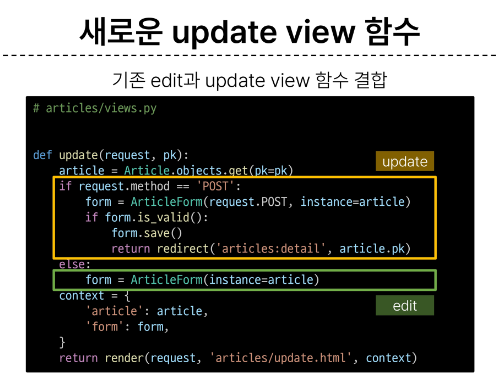 새로운 update view 함수
기존 edit과 update view 함수 결합
# articles/views.py
def update(request, pk):
    article = Article.objects.get(pk=pk)
update
    if request.method == 'POST':
        form = ArticleForm(request.POST, instance=article)
        if form.is_valid():
            form.save()
            return redirect('articles:detail', article.pk)
    else:
        form = ArticleForm(instance=article)
    context = {
        'article': article,
edit
        'form': form,
    }
    return render(request, 'articles/update.html', context)